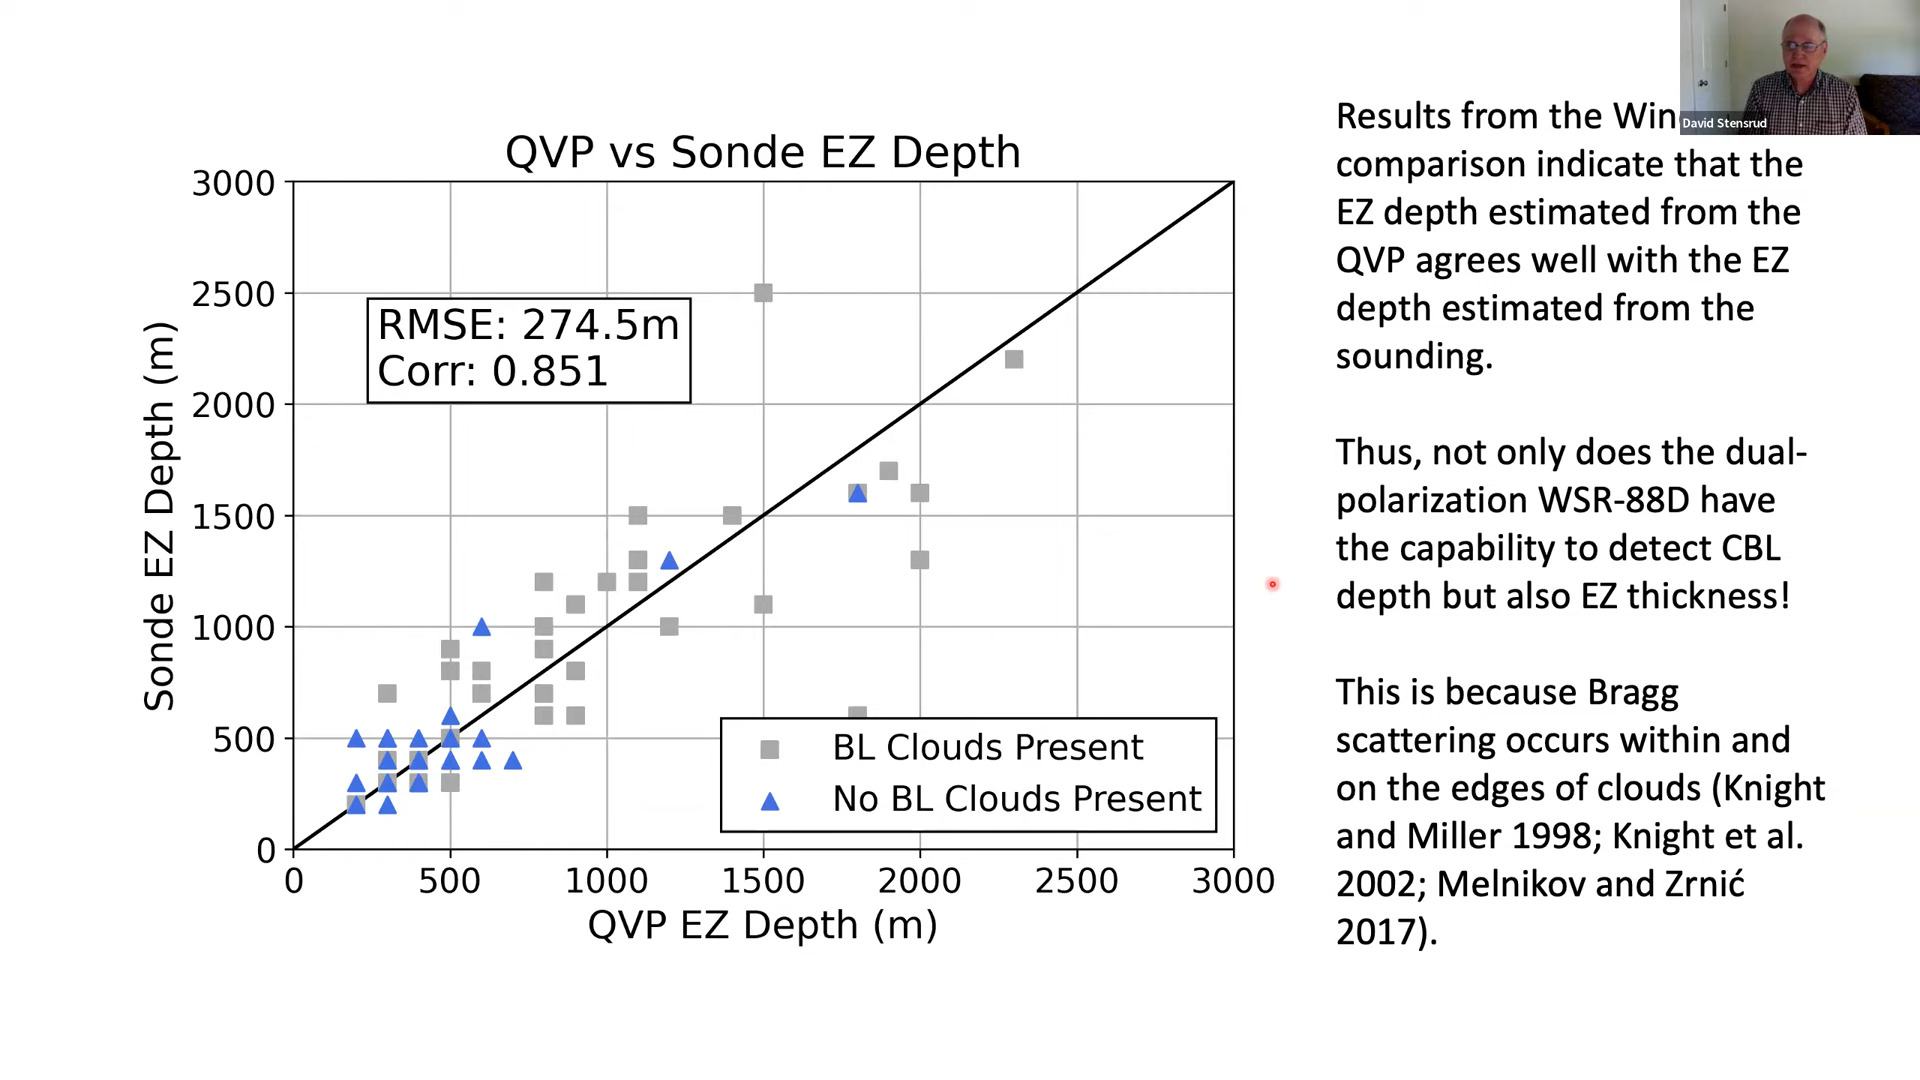 David Stensrud
QVP vs Sonde EZ Depth
3000
2500
2000
1500
1000
500
0
Sonde EZ Depth (m)
RMSE: 274.5m
Corr: 0.851
BL Clouds Present
No BL Clouds Present
0 500 1000 1500 2000 2500 3000
QVP EZ Depth (m)
Results from the
comparison indicate that the
EZ depth estimated from the
QVP agrees well with the EZ
depth estimated from the
sounding.
Thus, not only does the dual-
polarization WSR-88D have
the capability to detect CBL
depth but also EZ thickness!
This is because Bragg
scattering occurs within and
on the edges of clouds (Knight
and Miller 1998; Knight et al.
2002; Melnikov and Zrnić
2017).